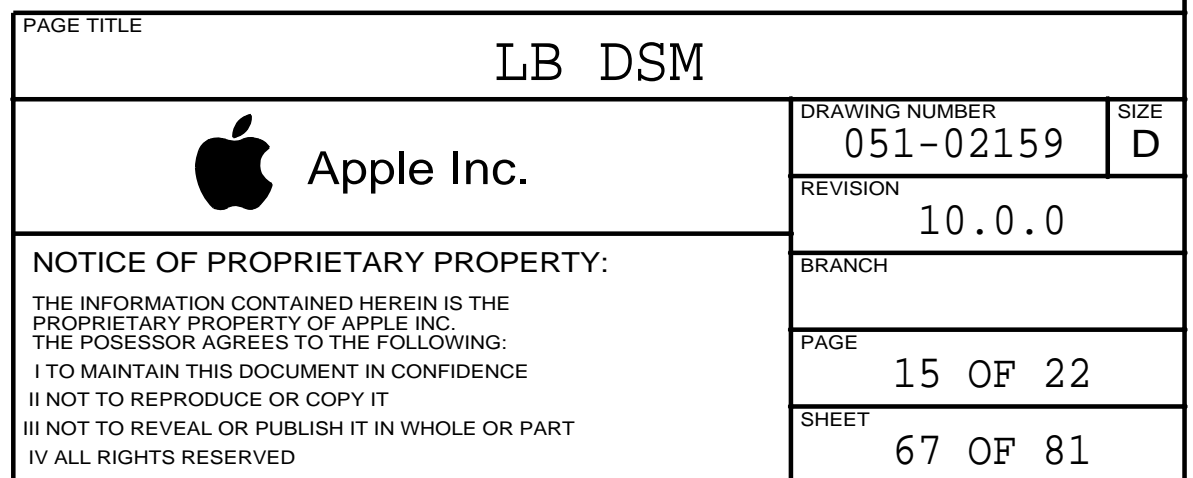 PAGE TITLE
LB DSM
Apple Inc.
DRAWING NUMBER
051-02159
SIZE
D
REVISION
10.0.0
NOTICE OF PROPRIETARY PROPERTY:
THE INFORMATION CONTAINED HEREIN IS THE
PROPRIETARY PROPERTY OF APPLE INC.
THE POSESSOR AGREES TO THE FOLLOWING:
I TO MAINTAIN THIS DOCUMENT IN CONFIDENCE
II NOT TO REPRODUCE OR COPY IT
III NOT TO REVEAL OR PUBLISH IT IN WHOLE OR PART
IV ALL RIGHTS RESERVED
BRANCH
PAGE
15 OF 22
SHEET
67 OF 81